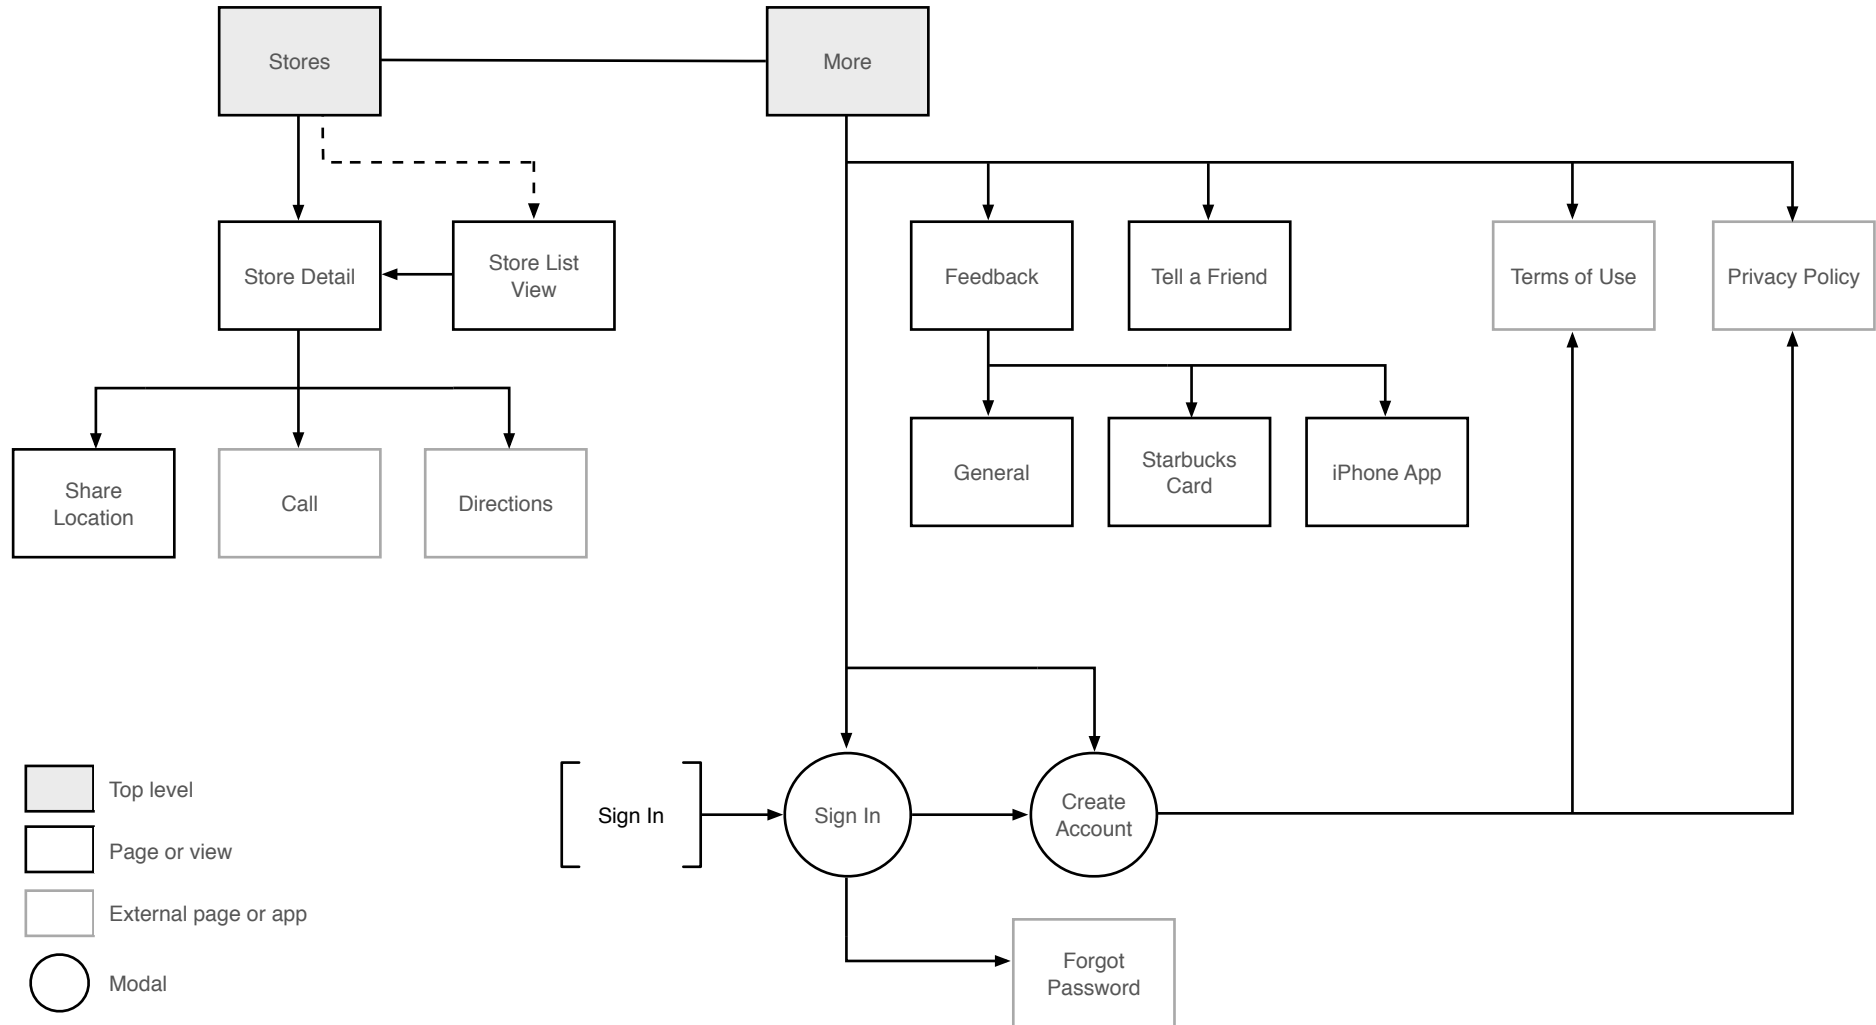 Stores
More
Store Detail
Store List
View
Feedback
Tell a Friend
Terms of Use
Privacy Policy
Share
Location
Call
Directions
General
Starbucks
Card
iPhone App
Top level
Page or view
External page or app
Modal
Sign In
Sign In
Create
Account
Forgot
Password